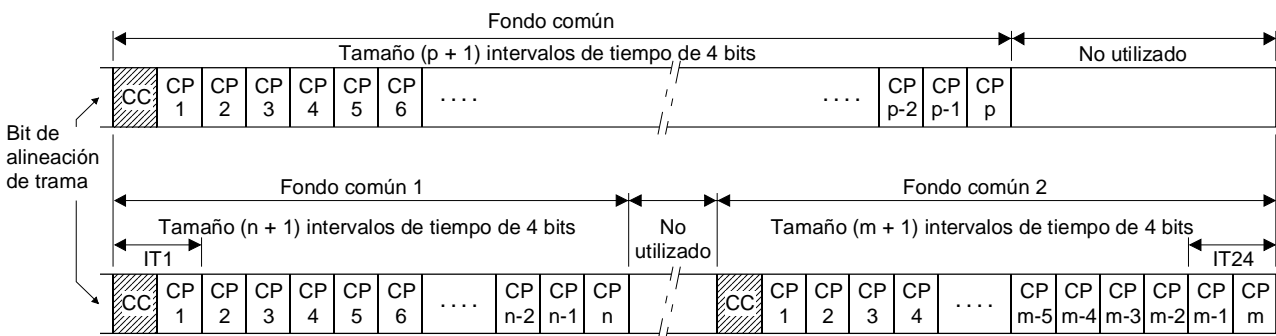 Fondo común
Tamaño (p + 1) intervalos de tiempo de 4 bits
No utilizado
CC CP 1 CP 2 CP 3 CP 4 CP 5 CP 6 . . . . . . . . CP p-2 CP p-1 CP p
Bit de
alineación
de trama
Fondo común 1
Fondo común 2
Tamaño (n + 1) intervalos de tiempo de 4 bits
No
utilizado
Tamaño (m + 1) intervalos de tiempo de 4 bits
IT1
IT24
CC CP 1 CP 2 CP 3 CP 4 CP 5 CP 6 . . . . CP n-2 CP n-1 CP n
CC CP 1 CP 2 CP 3 CP 4 . . . . CP m-5 CP m-4 CP m-3 CP m-2 CP m-1 CP m